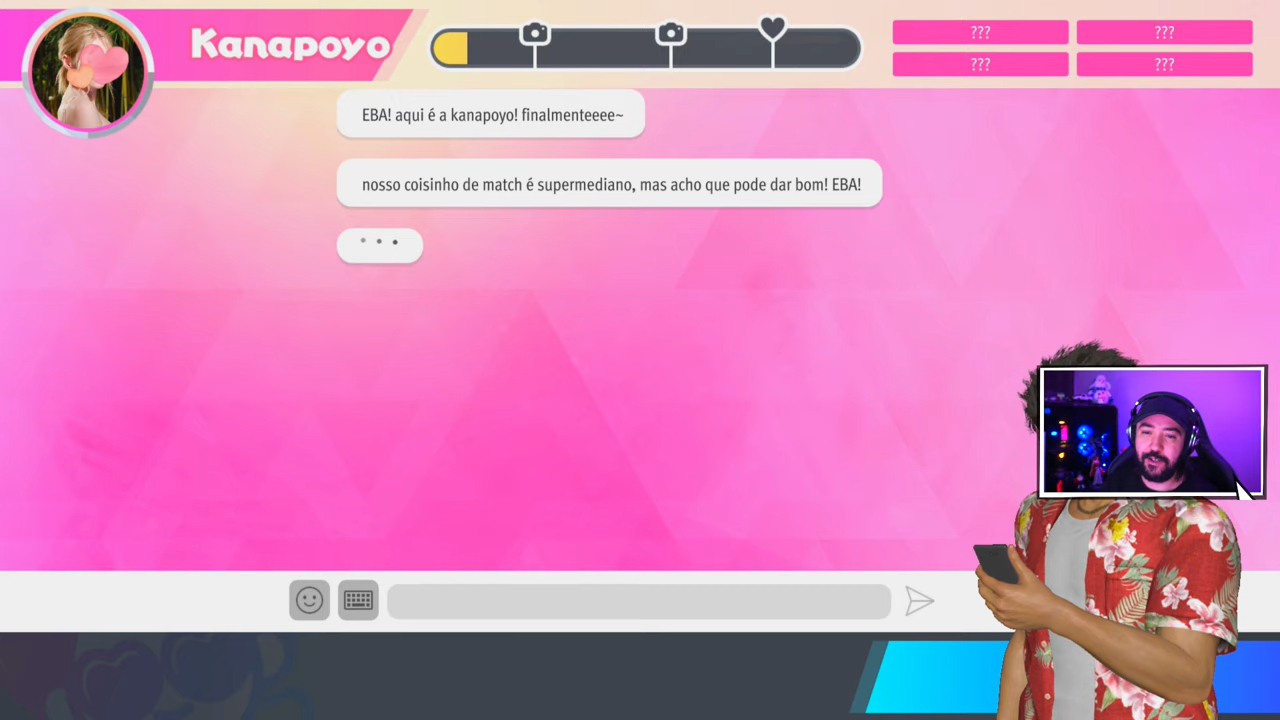 Kanapoyo
???
???
???
???
EBA! aqui é a kanapoyo! finalmenteeee~
nosso coisinho de match é supermediano, mas acho que pode dar bom! EBA!